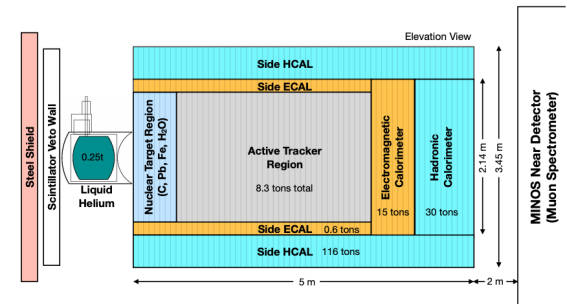 Elevation View
Steel Shield
Scintillator Veto Wall
0.25t
Liquid
Helium
Side HCAL
Side ECAL
Nuclear Target Region
(C, Pb, Fe, H₂O)
Active Tracker
Region
8.3 tons total
Electromagnetic
Calorimeter
15 tons
Hadronic
Calorimeter
30 tons
Side ECAL 0.6 tons
Side HCAL 116 tons
2.14 m
3.45 m
5 m
2 m
MINOS Near Detector
(Muon Spectrometer)